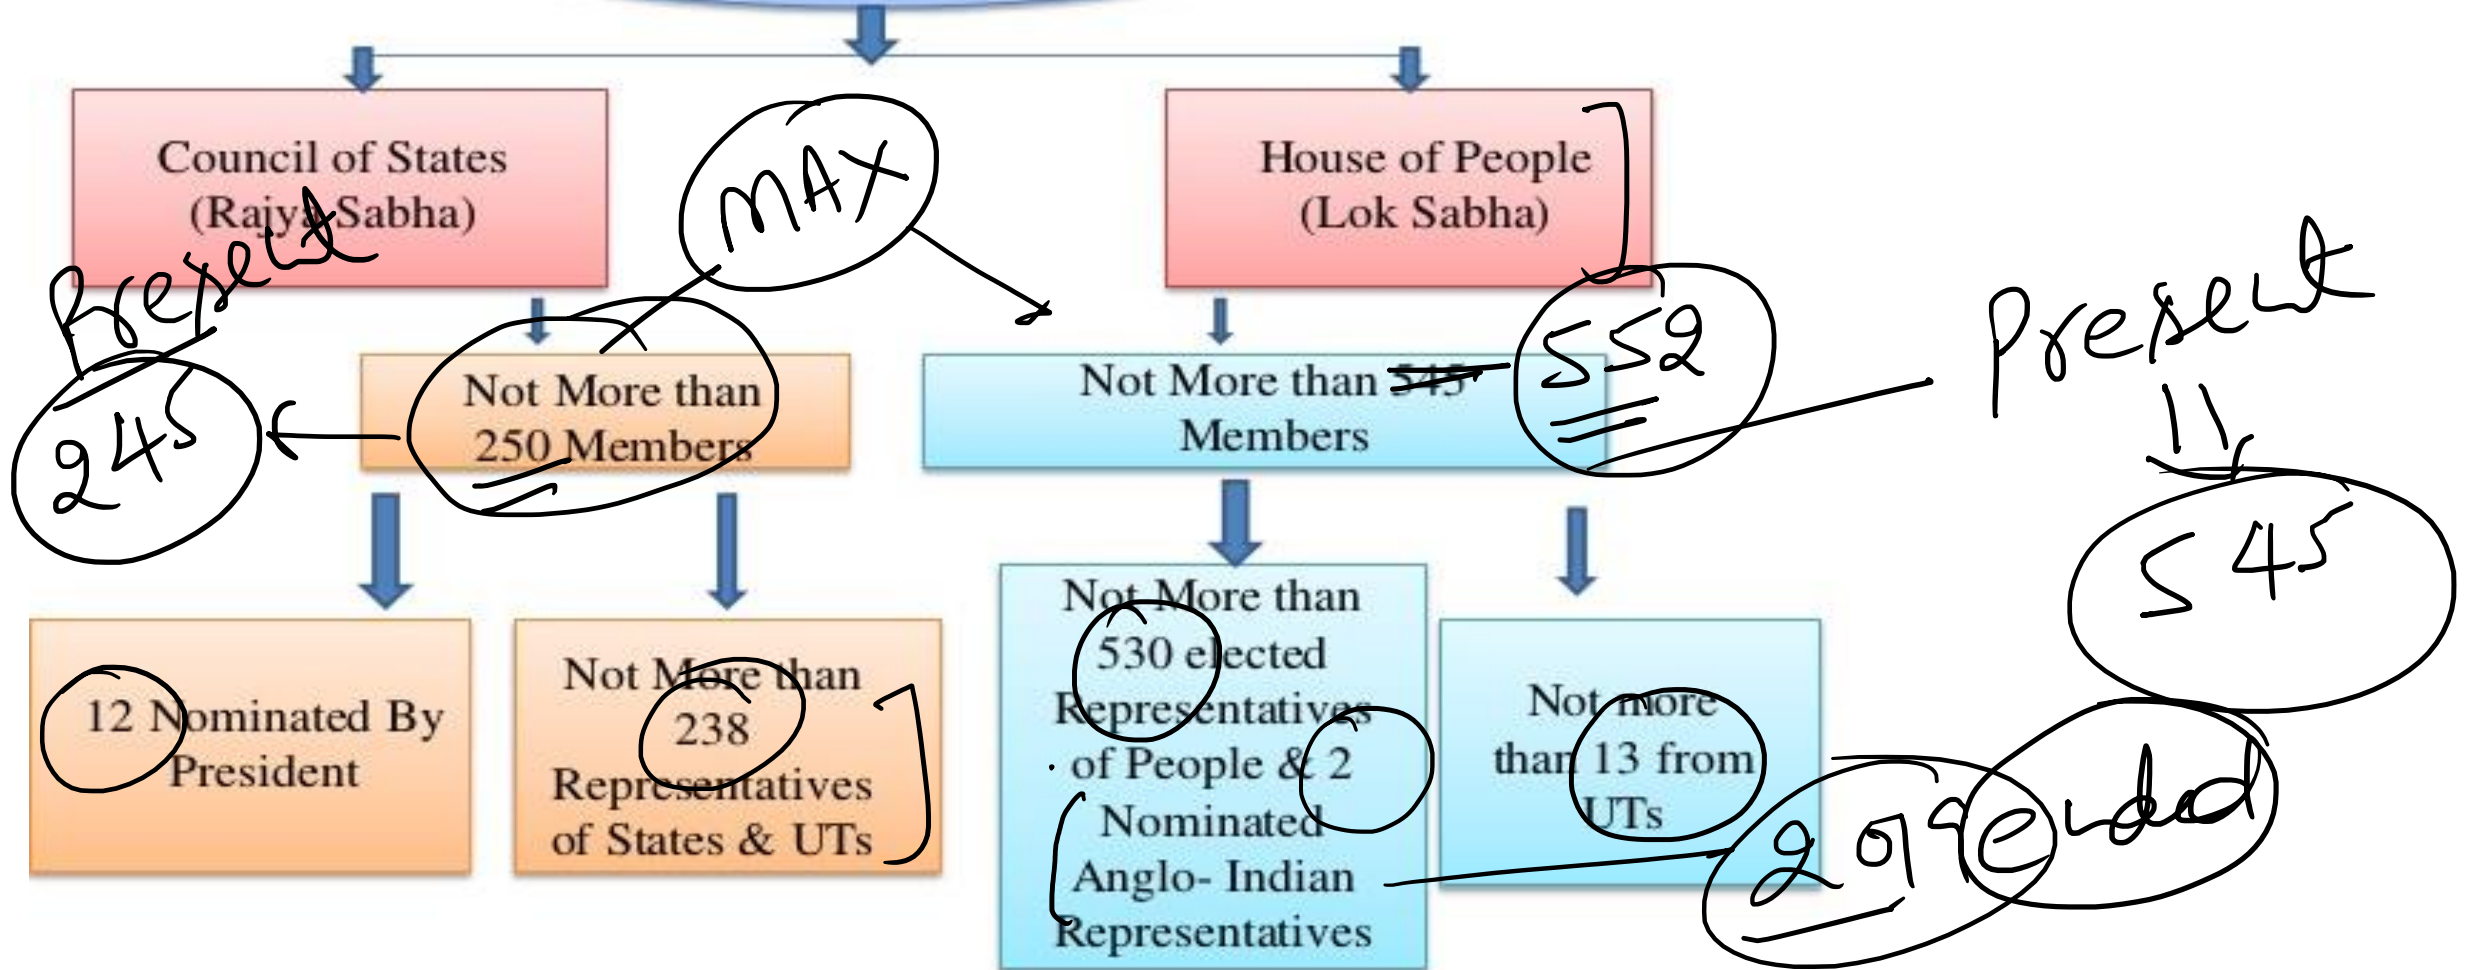 Council of States
(Rajya Sabha)
MAX
House of People
(Lok Sabha)
Present
Present
Not More than
250 Members
245
Not More than 545
Members
552
545
12 Nominated By
President
Not More than
238
Representatives
of States & UTs
Not More than
530 elected
Representatives
of People & 2
Nominated
Anglo- Indian
Representatives
Not more
than 13 from
UTs
ended